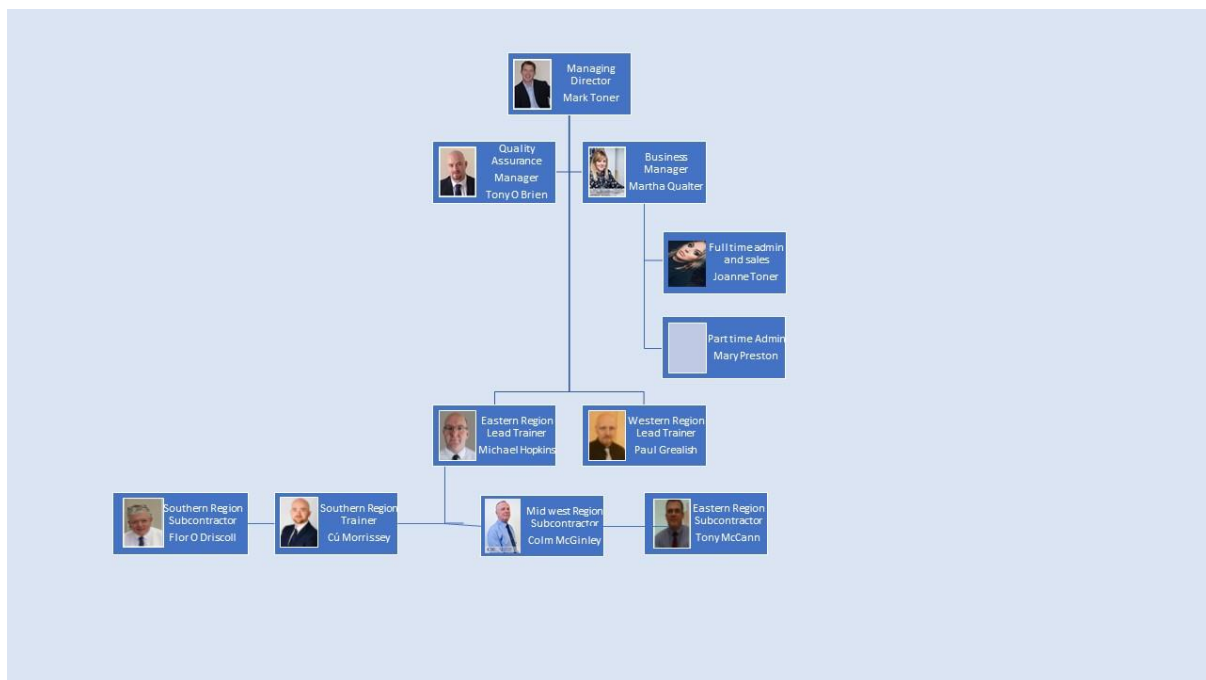 Managing
Director
Mark Toner
Quality
Assurance
Manager
Tony O Brien
Business
Manager
Martha Qualter
Full time admin
and sales
Joanne Toner
Part time Admin
Mary Preston
Eastern Region
Lead Trainer
Michael Hopkins
Western Region
Lead Trainer
Paul Grealish
Southern Region
Subcontractor
Flor O Driscoll
Southern Region
Trainer
Cú Morrissey
Mid west Region
Subcontractor
Colm McGinley
Eastern Region
Subcontractor
Tony McCann